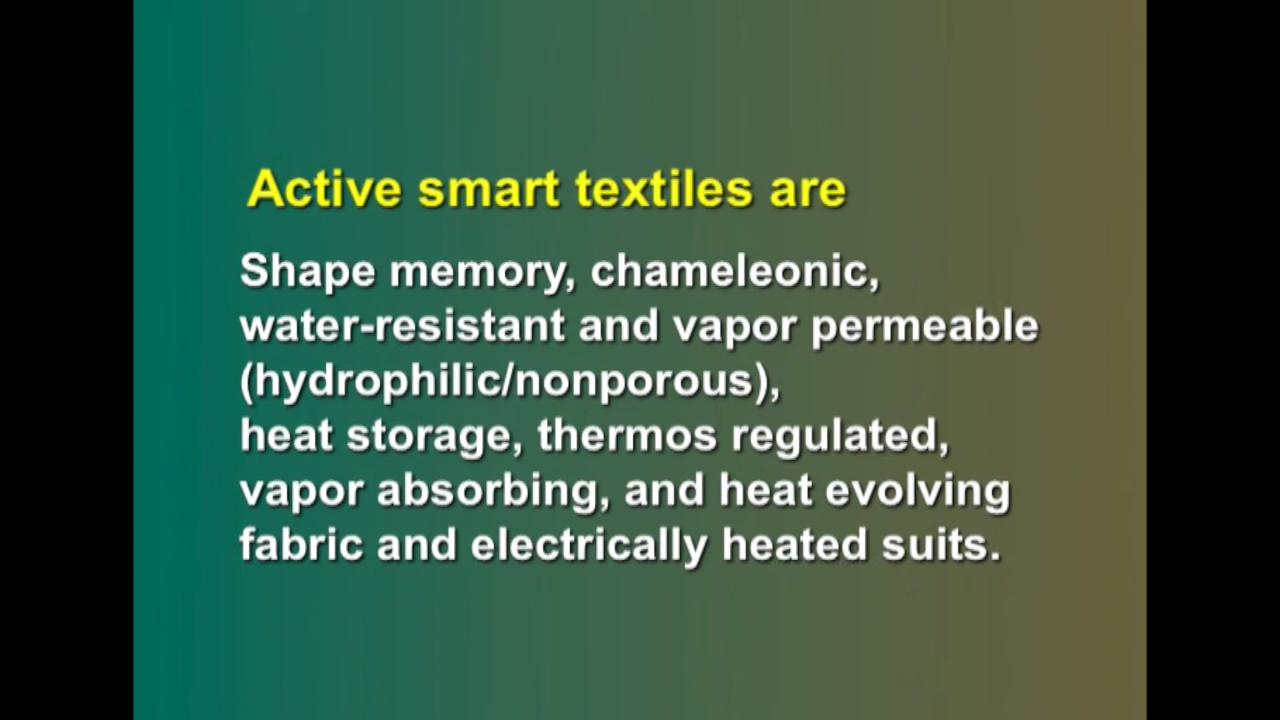 Active smart textiles are
Shape memory, chameleonic,
water-resistant and vapor permeable
(hydrophilic/nonporous),
heat storage, thermos regulated,
vapor absorbing, and heat evolving
fabric and electrically heated suits.